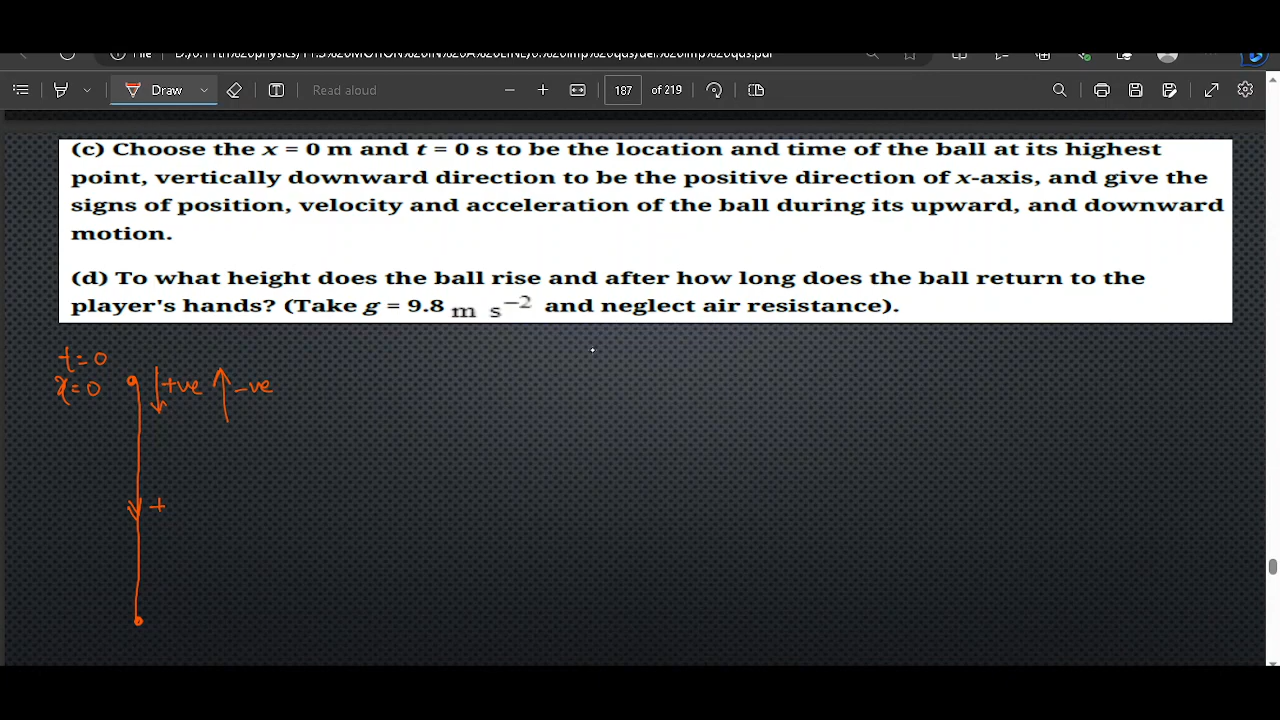 Draw
Read aloud
187 of 219
(c) Choose the x = 0 m and t = 0 s to be the location and time of the ball at its highest
point, vertically downward direction to be the positive direction of x-axis, and give the
signs of position, velocity and acceleration of the ball during its upward, and downward
motion.
(d) To what height does the ball rise and after how long does the ball return to the
player's hands? (Take g = 9.8 m s⁻² and neglect air resistance).
t=0
x=0 ↓+ve ↑-ve
+